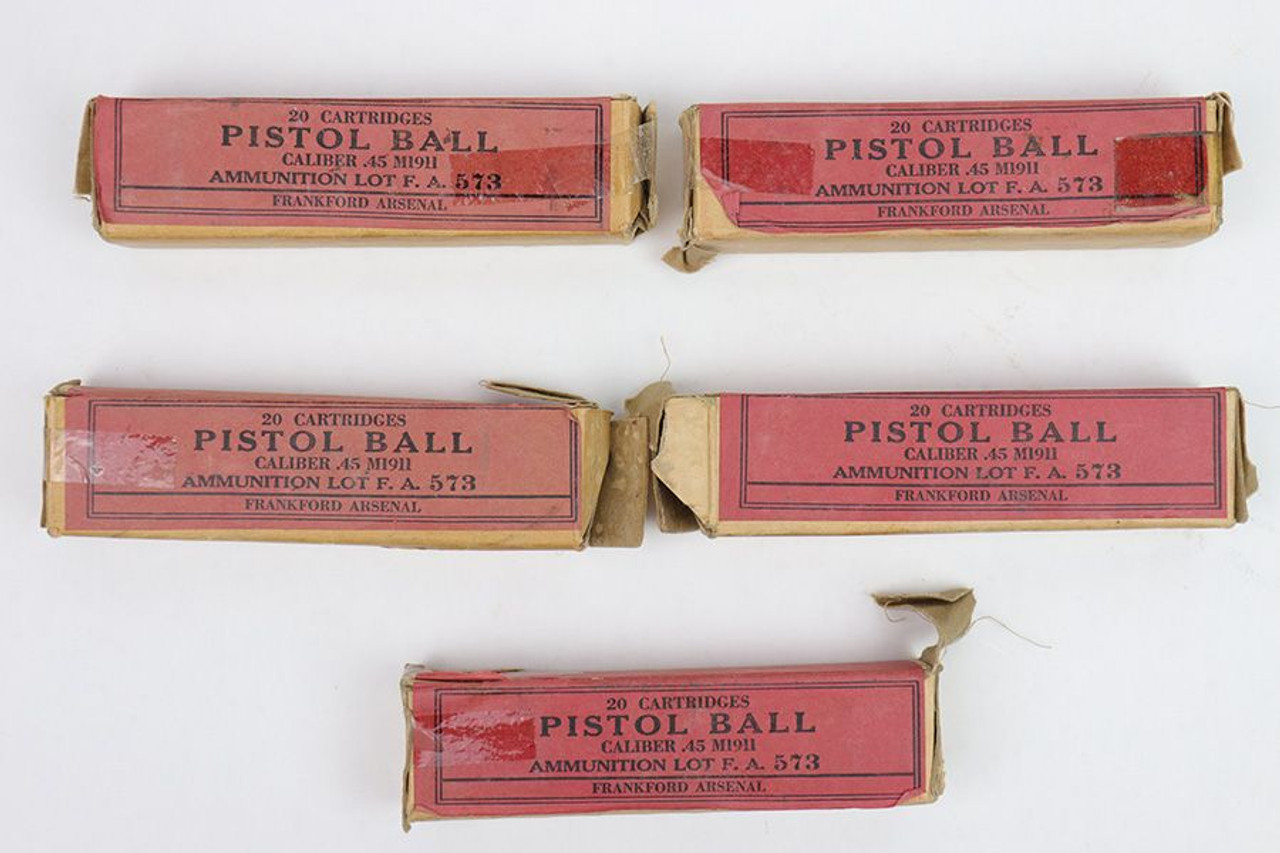 20 CARTRIDGES
PISTOL BALL
CALIBER .45 M1911
AMMUNITION LOT F. A. 573
FRANKFORD ARSENAL
20 CARTRIDGES
PISTOL BALL
CALIBER .45 M1911
AMMUNITION LOT F. A. 573
FRANKFORD ARSENAL
20 CARTRIDGES
PISTOL BALL
CALIBER .45 M1911
AMMUNITION LOT F. A. 573
FRANKFORD ARSENAL
20 CARTRIDGES
PISTOL BALL
CALIBER .45 M1911
AMMUNITION LOT F. A. 573
FRANKFORD ARSENAL
20 CARTRIDGES
PISTOL BALL
CALIBER .45 M1911
AMMUNITION LOT F. A. 573
FRANKFORD ARSENAL